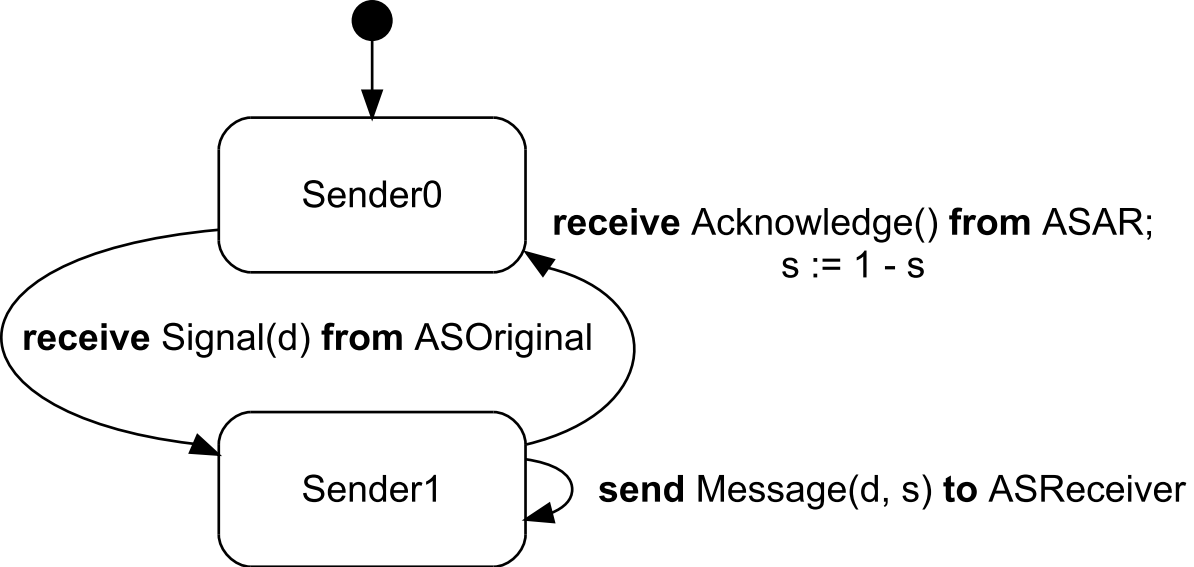 Sender0
receive Acknowledge() from ASAR;
s := 1 - s
receive Signal(d) from ASOriginal
Sender1
send Message(d, s) to ASReceiver